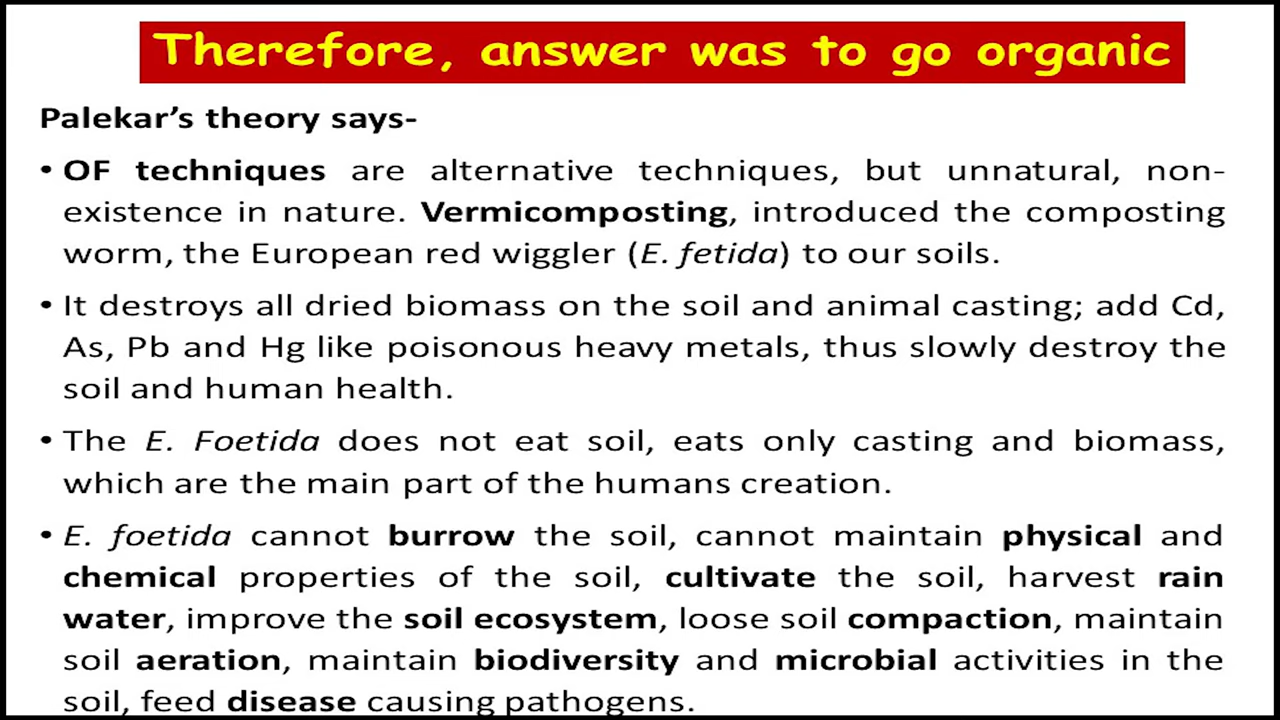 Therefore, answer was to go organic
Palekar's theory says-
• OF techniques are alternative techniques, but unnatural, non-
existence in nature. Vermicomposting, introduced the composting
worm, the European red wiggler (E. fetida) to our soils.
• It destroys all dried biomass on the soil and animal casting; add Cd,
As, Pb and Hg like poisonous heavy metals, thus slowly destroy the
soil and human health.
• The E. Foetida does not eat soil, eats only casting and biomass,
which are the main part of the humans creation.
• E. foetida cannot burrow the soil, cannot maintain physical and
chemical properties of the soil, cultivate the soil, harvest rain
water, improve the soil ecosystem, loose soil compaction, maintain
soil aeration, maintain biodiversity and microbial activities in the
soil, feed disease causing pathogens.